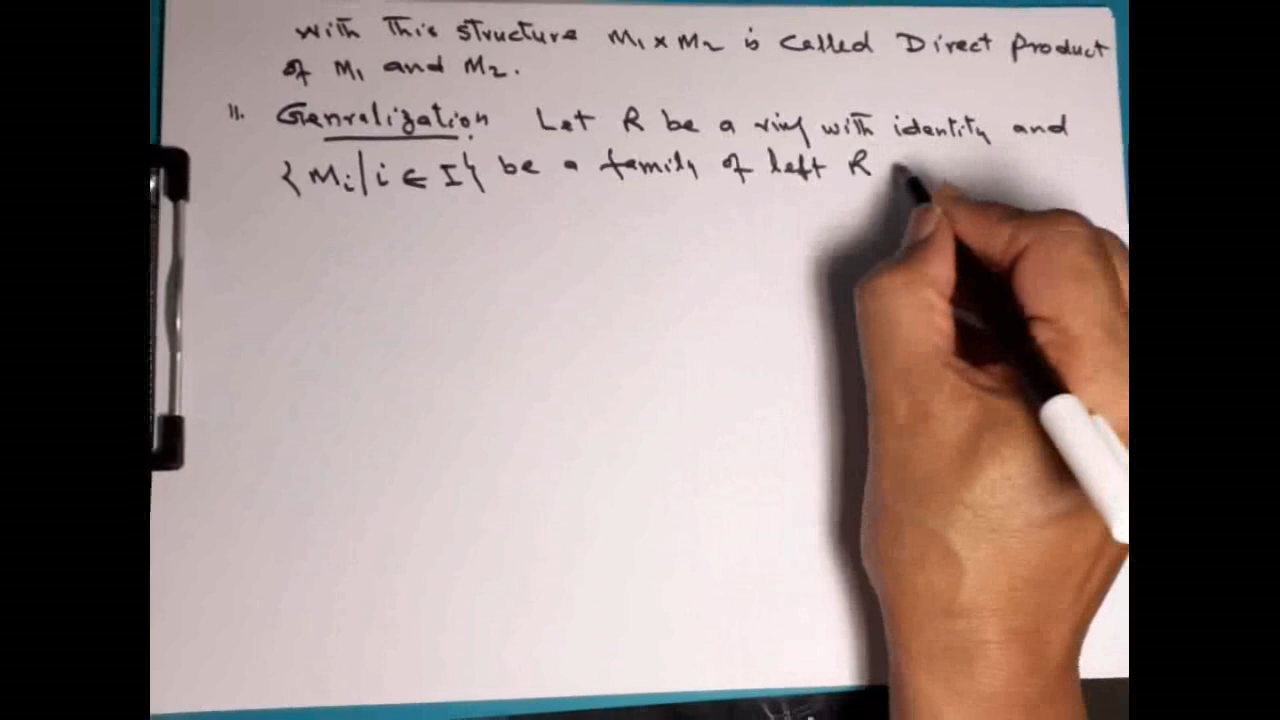 with this structure M₁ × M₂ is called Direct product
of M₁ and M₂.
11. Genralization Let R be a ring with identity and
{Mᵢ/i ∈ I} be a family of left R